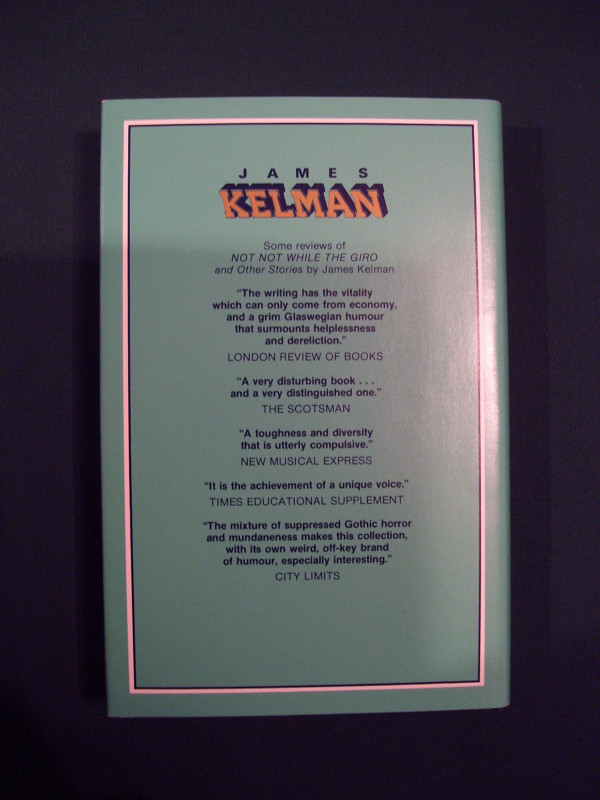 JAMES
KELMAN
Some reviews of
NOT NOT WHILE THE GIRO
and Other Stories by James Kelman
“The writing has the vitality
which can only come from economy,
and a grim Glaswegian humour
that surmounts helplessness
and dereliction.”
LONDON REVIEW OF BOOKS
“A very disturbing book . . .
and a very distinguished one.”
THE SCOTSMAN
“A toughness and diversity
that is utterly compulsive.”
NEW MUSICAL EXPRESS
“It is the achievement of a unique voice.”
TIMES EDUCATIONAL SUPPLEMENT
“The mixture of suppressed Gothic horror
and mundaneness makes this collection,
with its own weird, off-key brand
of humour, especially interesting.”
CITY LIMITS